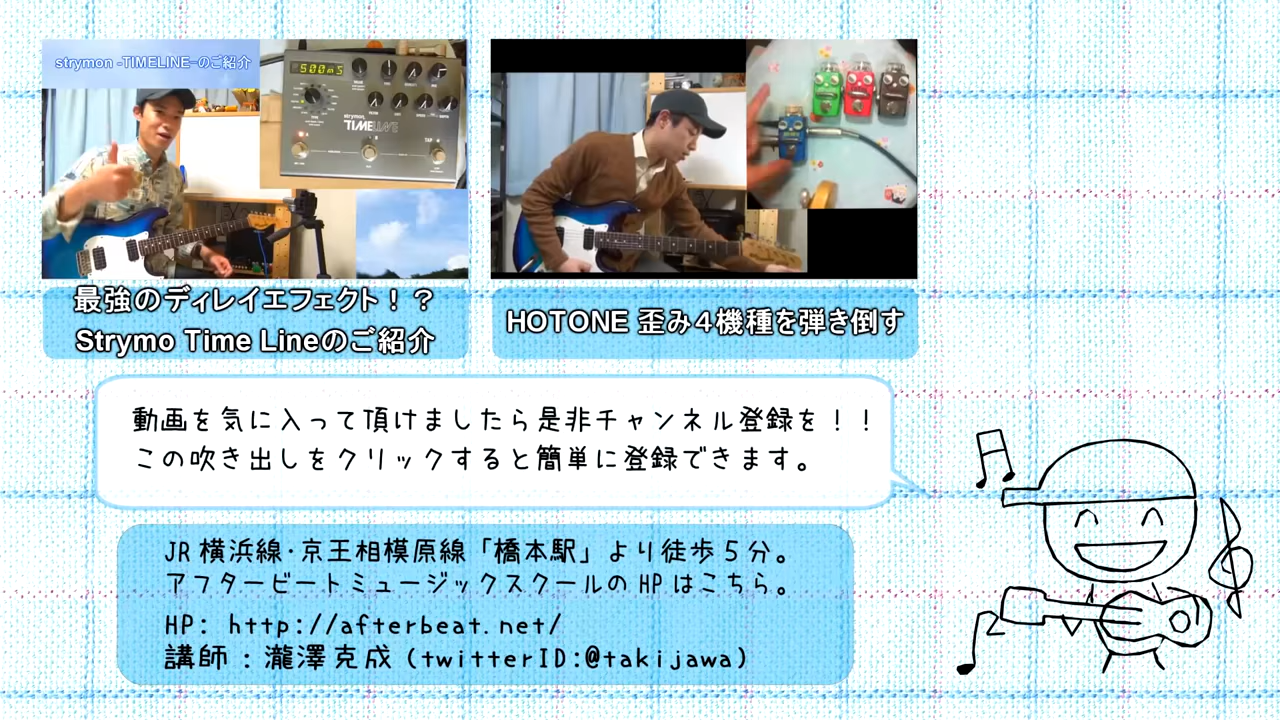 strymon -TIMELINE-のご紹介
500mS
strymon
TIMELINE
TAP
最強のディレイエフェクト！？
Strymo Time Lineのご紹介
HOTONE 歪み４機種を弾き倒す
動画を気に入って頂けましたら是非チャンネル登録を！！
この吹き出しをクリックすると簡単に登録できます。
JR 横浜線・京王相模原線「橋本駅」より徒歩５分。
アフタービートミュージックスクールの HP はこちら。
HP: http://afterbeat.net/
講師：瀧澤克成 (twitterID:@takijawa)